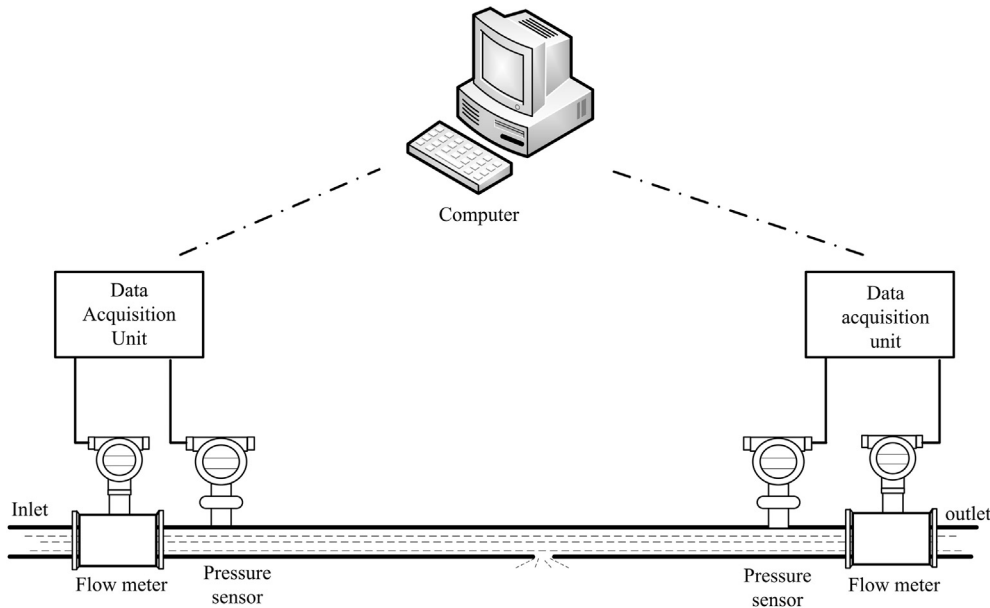 Computer
Data
Acquisition
Unit
Data
acquisition
unit
Inlet
outlet
Flow meter
Pressure
sensor
Pressure
sensor
Flow meter